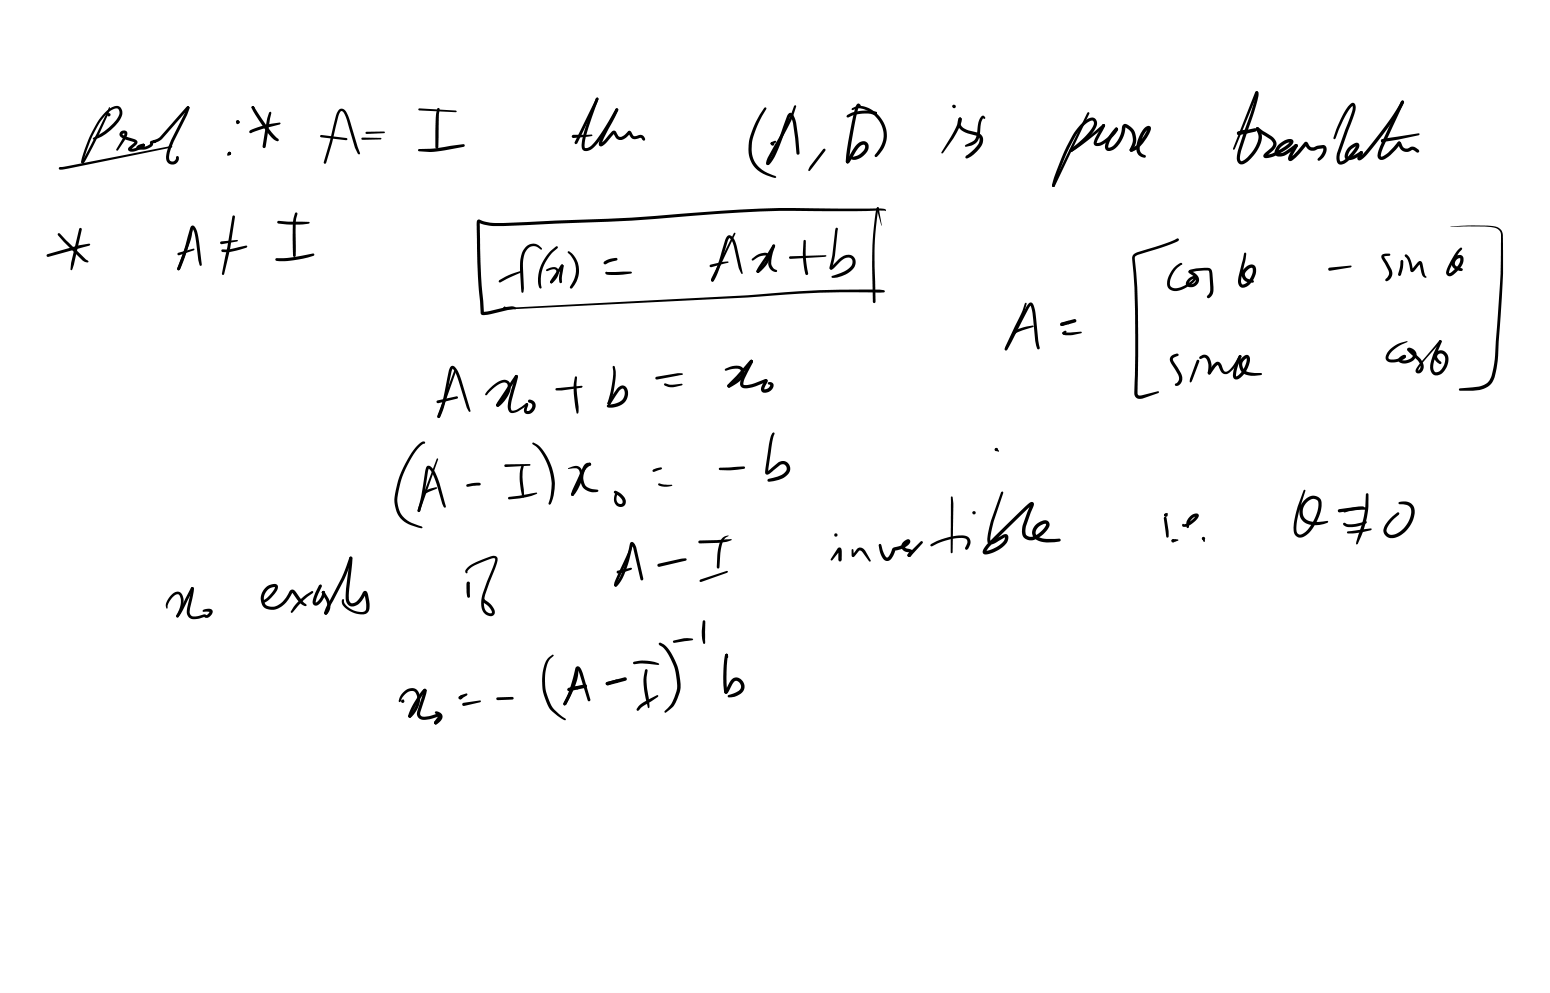 Proof : * A = I then (A, b) is pure translation
* A ≠ I f(x) = Ax + b
A = [cos θ - sin θ
sin θ cos θ]
Ax₀ + b = x₀
(A - I)x₀ = - b
x₀ exists if A - I invertible i.e. θ ≠ 0
x₀ = - (A - I)⁻¹ b